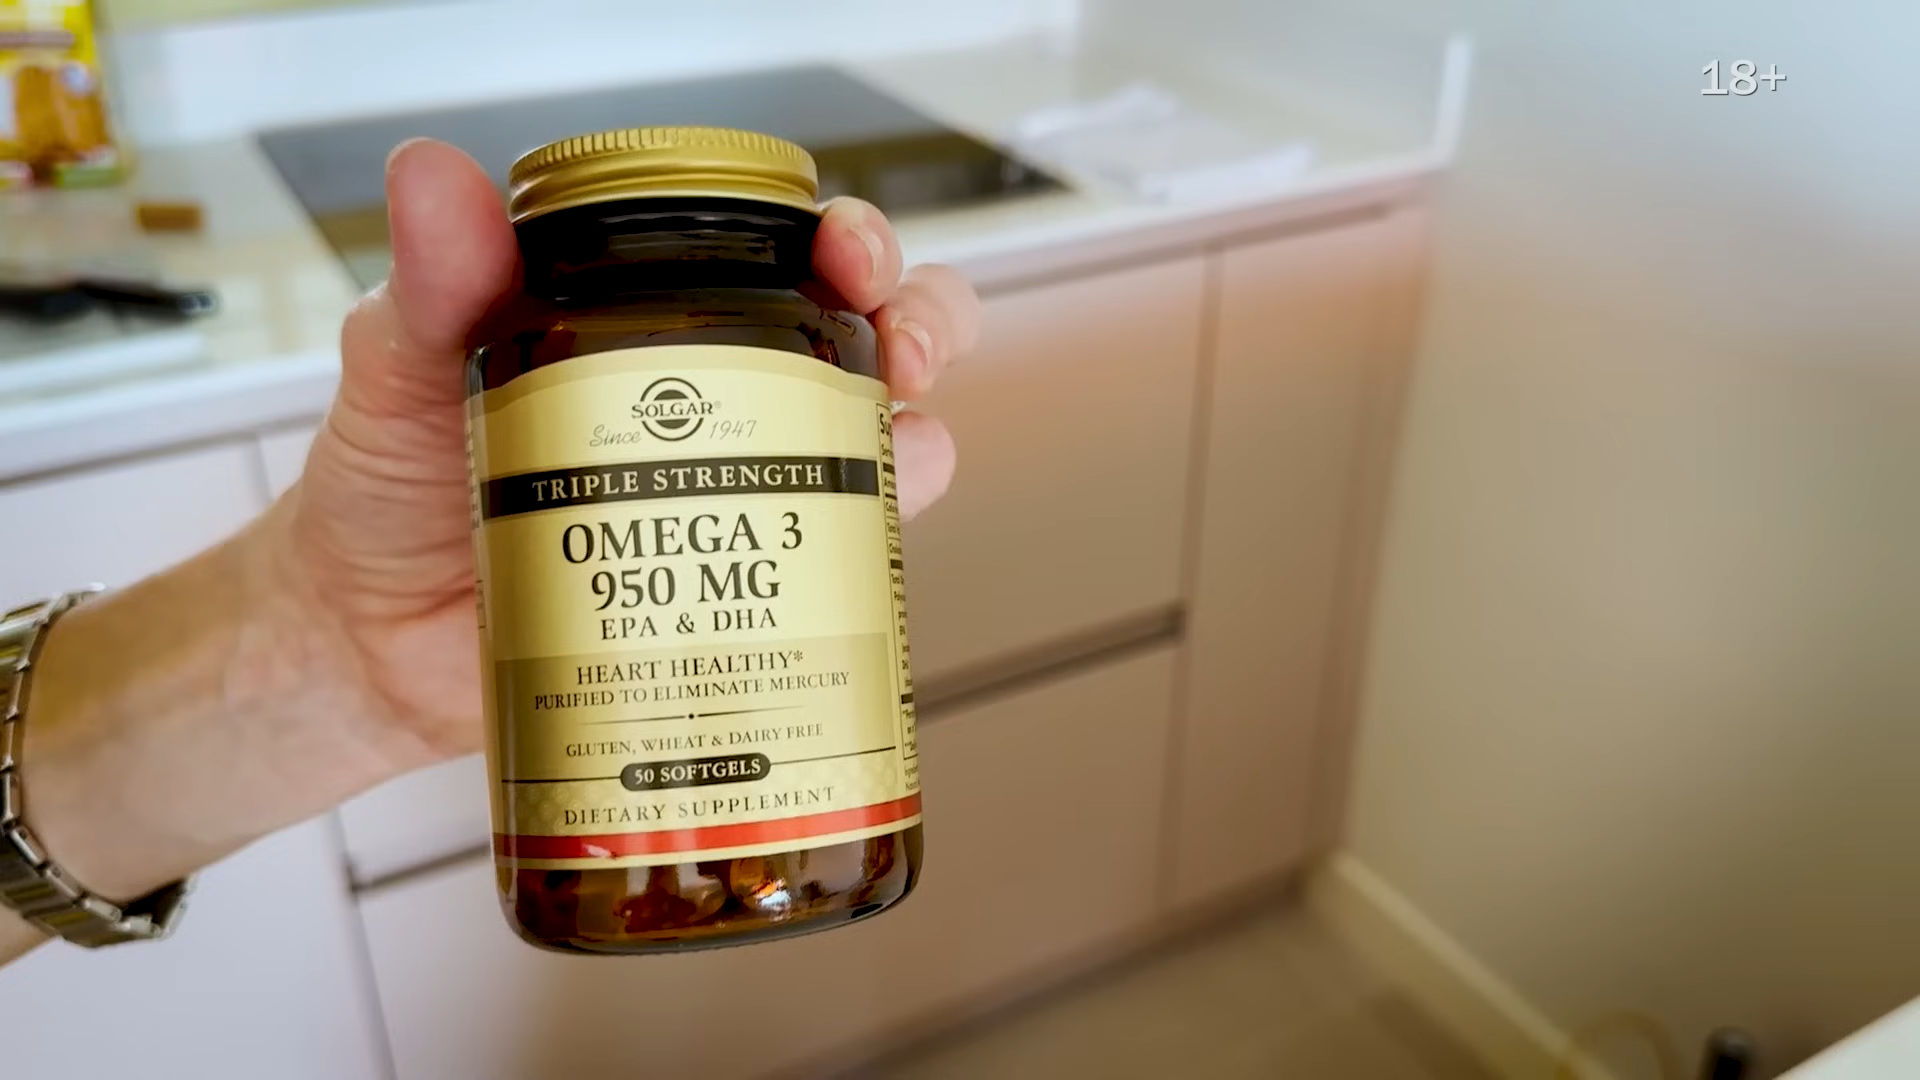 18+
SOLGAR®
Since 1947
TRIPLE STRENGTH
OMEGA 3
950 MG
EPA & DHA
HEART HEALTHY*
PURIFIED TO ELIMINATE MERCURY
GLUTEN, WHEAT & DAIRY FREE
50 SOFTGELS
DIETARY SUPPLEMENT